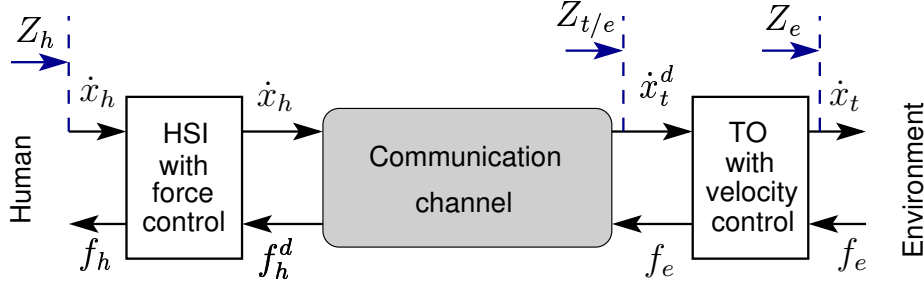 Z_h
Z_{t/e}
Z_e
ẋ_h
ẋ_h
ẋ_t^d
ẋ_t
Human
HSI
with
force
control
Communication
channel
TO
with
velocity
control
Environment
f_h
f_h^d
f_e
f_e